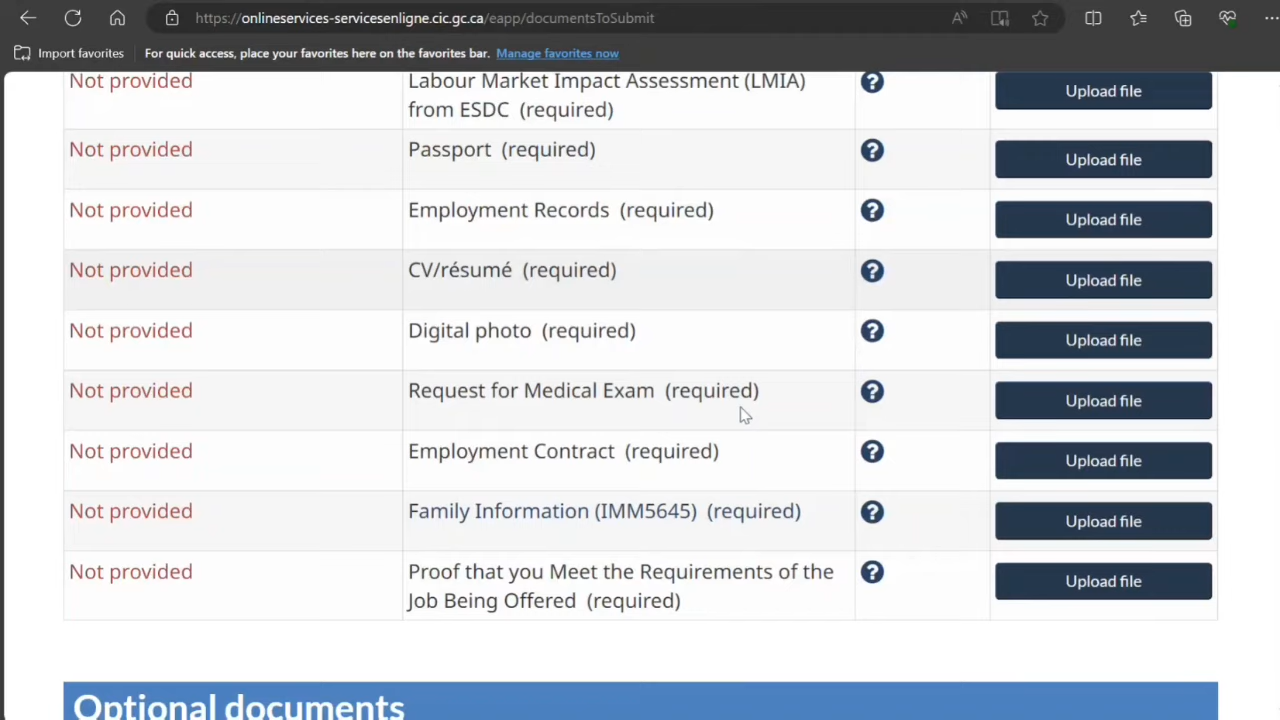 https://onlineservices-servicesenligne.cic.gc.ca/eapp/documentsToSubmit
Import favorites For quick access, place your favorites here on the favorites bar. Manage favorites now
Not provided Labour Market Impact Assessment (LMIA) ? Upload file
from ESDC (required)
Not provided Passport (required) ? Upload file
Not provided Employment Records (required) ? Upload file
Not provided CV/résumé (required) ? Upload file
Not provided Digital photo (required) ? Upload file
Not provided Request for Medical Exam (required) ? Upload file
Not provided Employment Contract (required) ? Upload file
Not provided Family Information (IMM5645) (required) ? Upload file
Not provided Proof that you Meet the Requirements of the ? Upload file
Job Being Offered (required)
Optional documents